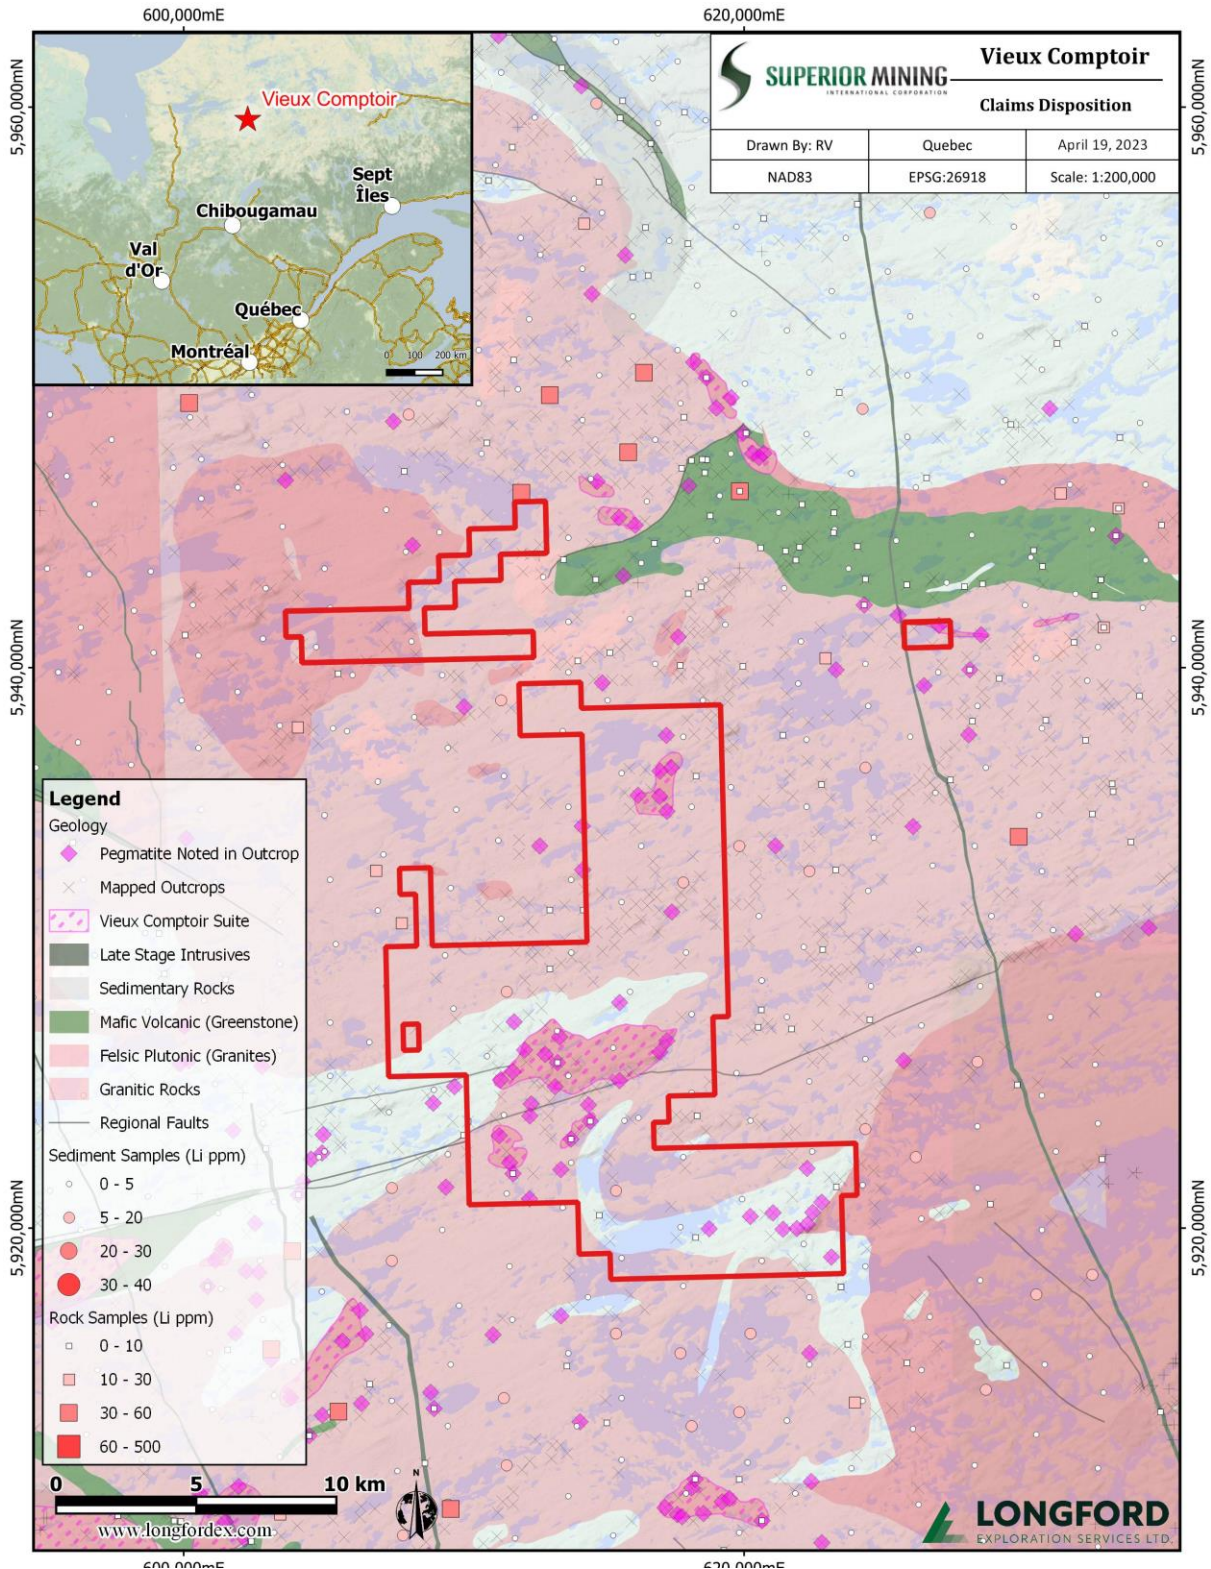 600,000mE
620,000mE
5,960,000mN
5,960,000mN
Vieux Comptoir
SUPERIOR MINING
INTERNATIONAL CORPORATION
Claims Disposition
Drawn By: RV
Quebec
April 19, 2023
NAD83
EPSG:26918
Scale: 1:200,000
Vieux Comptoir
Sept
Îles
Chibougamau
Val
d'Or
Québec
Montréal
0 100 200 km
5,940,000mN
5,940,000mN
Legend
Geology
Pegmatite Noted in Outcrop
Mapped Outcrops
Vieux Comptoir Suite
Late Stage Intrusives
Sedimentary Rocks
Mafic Volcanic (Greenstone)
Felsic Plutonic (Granites)
Granitic Rocks
Regional Faults
Sediment Samples (Li ppm)
0 - 5
5 - 20
20 - 30
30 - 40
Rock Samples (Li ppm)
0 - 10
10 - 30
30 - 60
60 - 500
5,920,000mN
5,920,000mN
0 5 10 km
N
www.longfordex.com
LONGFORD
EXPLORATION SERVICES LTD.
600,000mE
620,000mE